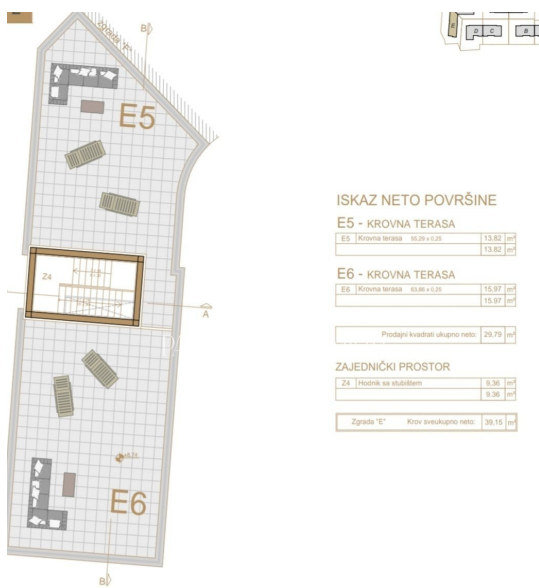 E
D
C
B
zgrada "Z"
B
E5
Z4
A
E6
B
ISKAZ NETO POVRŠINE
E5 - KROVNA TERASA
E5 Krovna terasa 55,29 x 0,25 13.82 m²
13.82 m²
E6 - KROVNA TERASA
E6 Krovna terasa 63,86 x 0,25 15,97 m²
15.97 m²
Prodajni kvadrati ukupno neto: 29,79 m²
ZAJEDNIČKI PROSTOR
Z4 Hodnik sa stubištem 9,36 m²
9.36 m²
Zgrada "E" Krov sveukupno neto: 39,15 m²